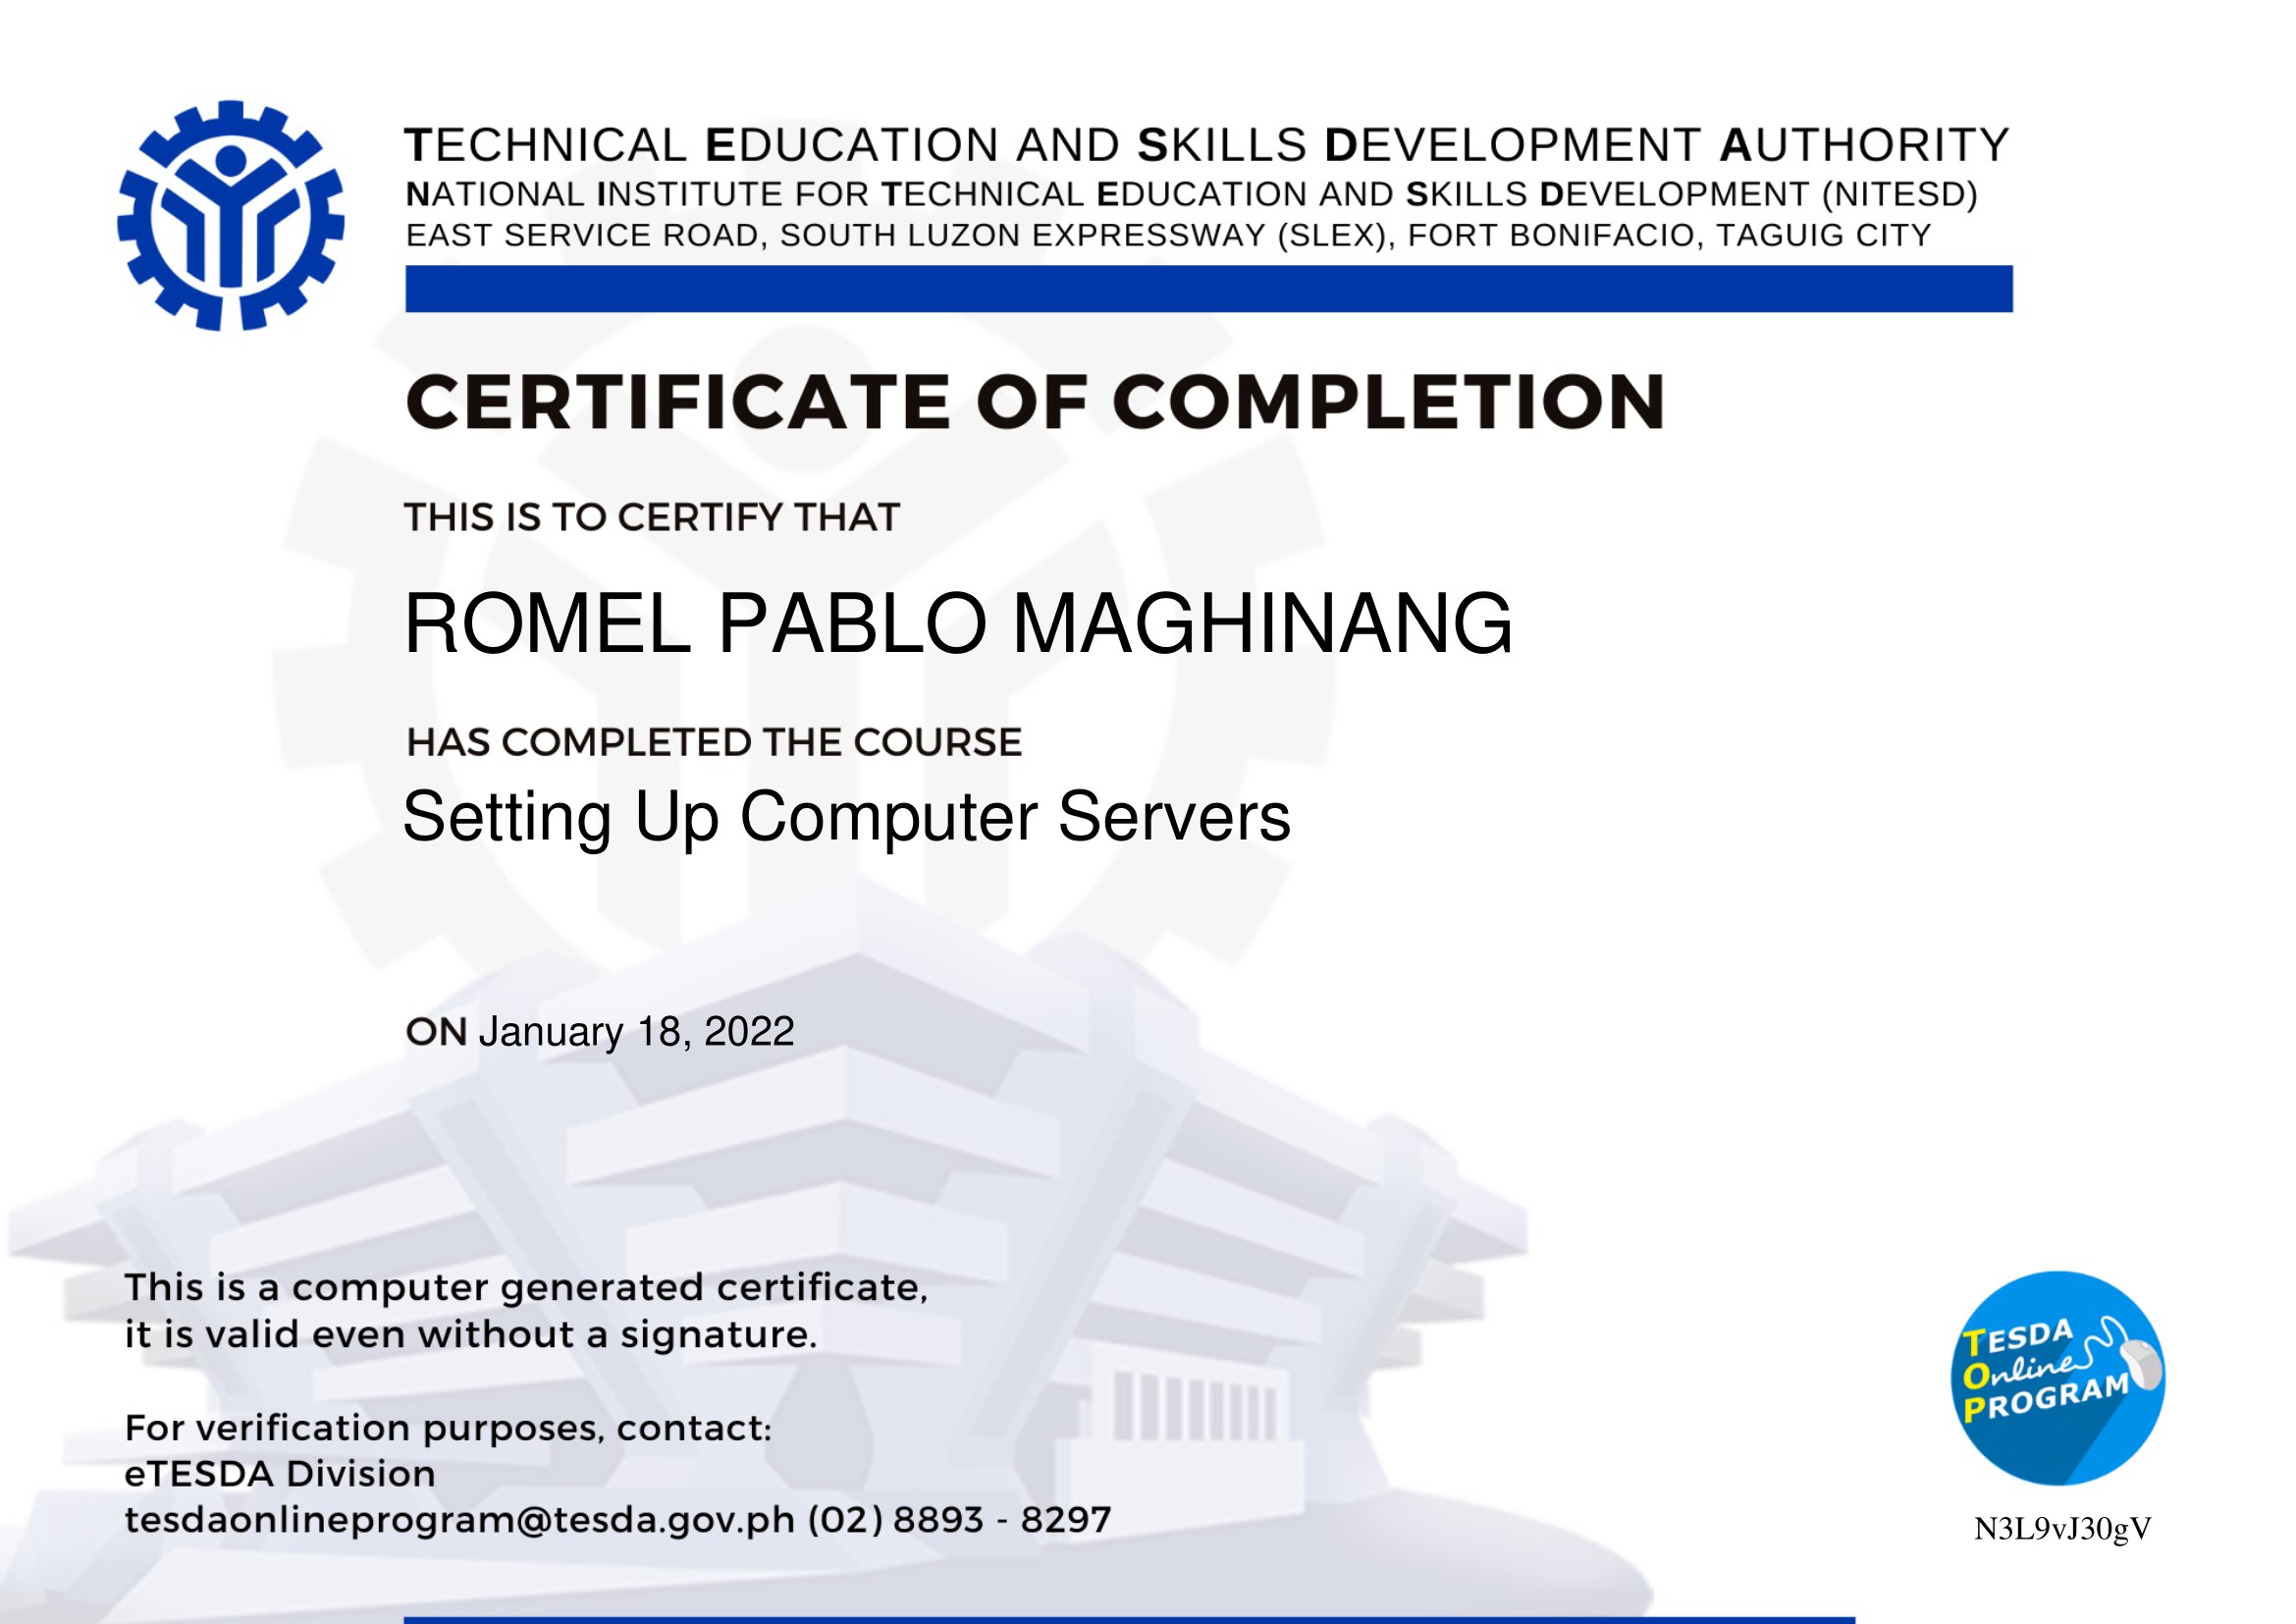 TECHNICAL EDUCATION AND SKILLS DEVELOPMENT AUTHORITY
NATIONAL INSTITUTE FOR TECHNICAL EDUCATION AND SKILLS DEVELOPMENT (NITESD)
EAST SERVICE ROAD, SOUTH LUZON EXPRESSWAY (SLEX), FORT BONIFACIO, TAGUIG CITY
CERTIFICATE OF COMPLETION
THIS IS TO CERTIFY THAT
ROMEL PABLO MAGHINANG
HAS COMPLETED THE COURSE
Setting Up Computer Servers
ON January 18, 2022
This is a computer generated certificate,
it is valid even without a signature.
For verification purposes, contact:
eTESDA Division
tesdaonlineprogram@tesda.gov.ph (02) 8893 - 8297
TESDA
Online
PROGRAM
N3L9vJ30gV